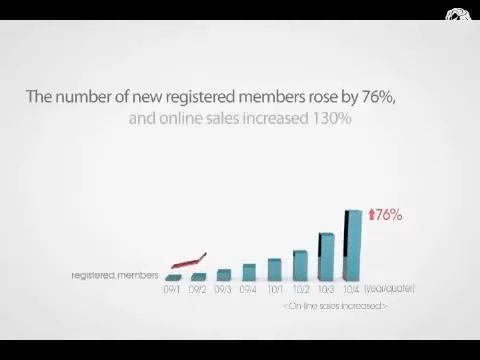 The number of new registered members rose by 76%,
and online sales increased 130%
76%
registered members
09/1 09/2 09/3 09/4 10/1 10/2 10/3 10/4 (year/quater)
<On-line sales increased>